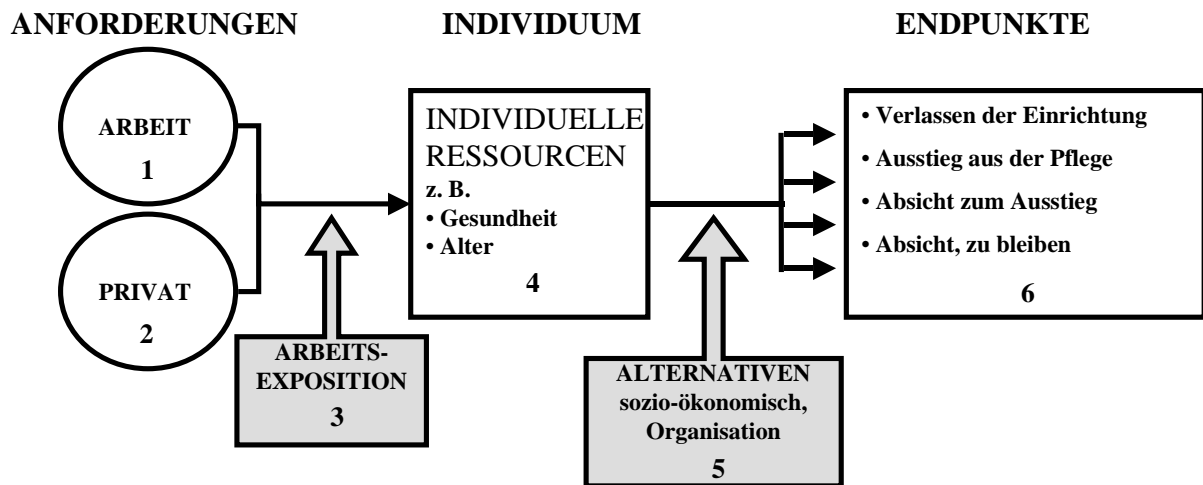 ANFORDERUNGEN
INDIVIDUUM
ENDPUNKTE
ARBEIT
1
PRIVAT
2
ARBEITS-
EXPOSITION
3
INDIVIDUELLE
RESSOURCEN
z. B.
• Gesundheit
• Alter
4
ALTERNATIVEN
sozio-ökonomisch,
Organisation
5
• Verlassen der Einrichtung
• Ausstieg aus der Pflege
• Absicht zum Ausstieg
• Absicht, zu bleiben
6